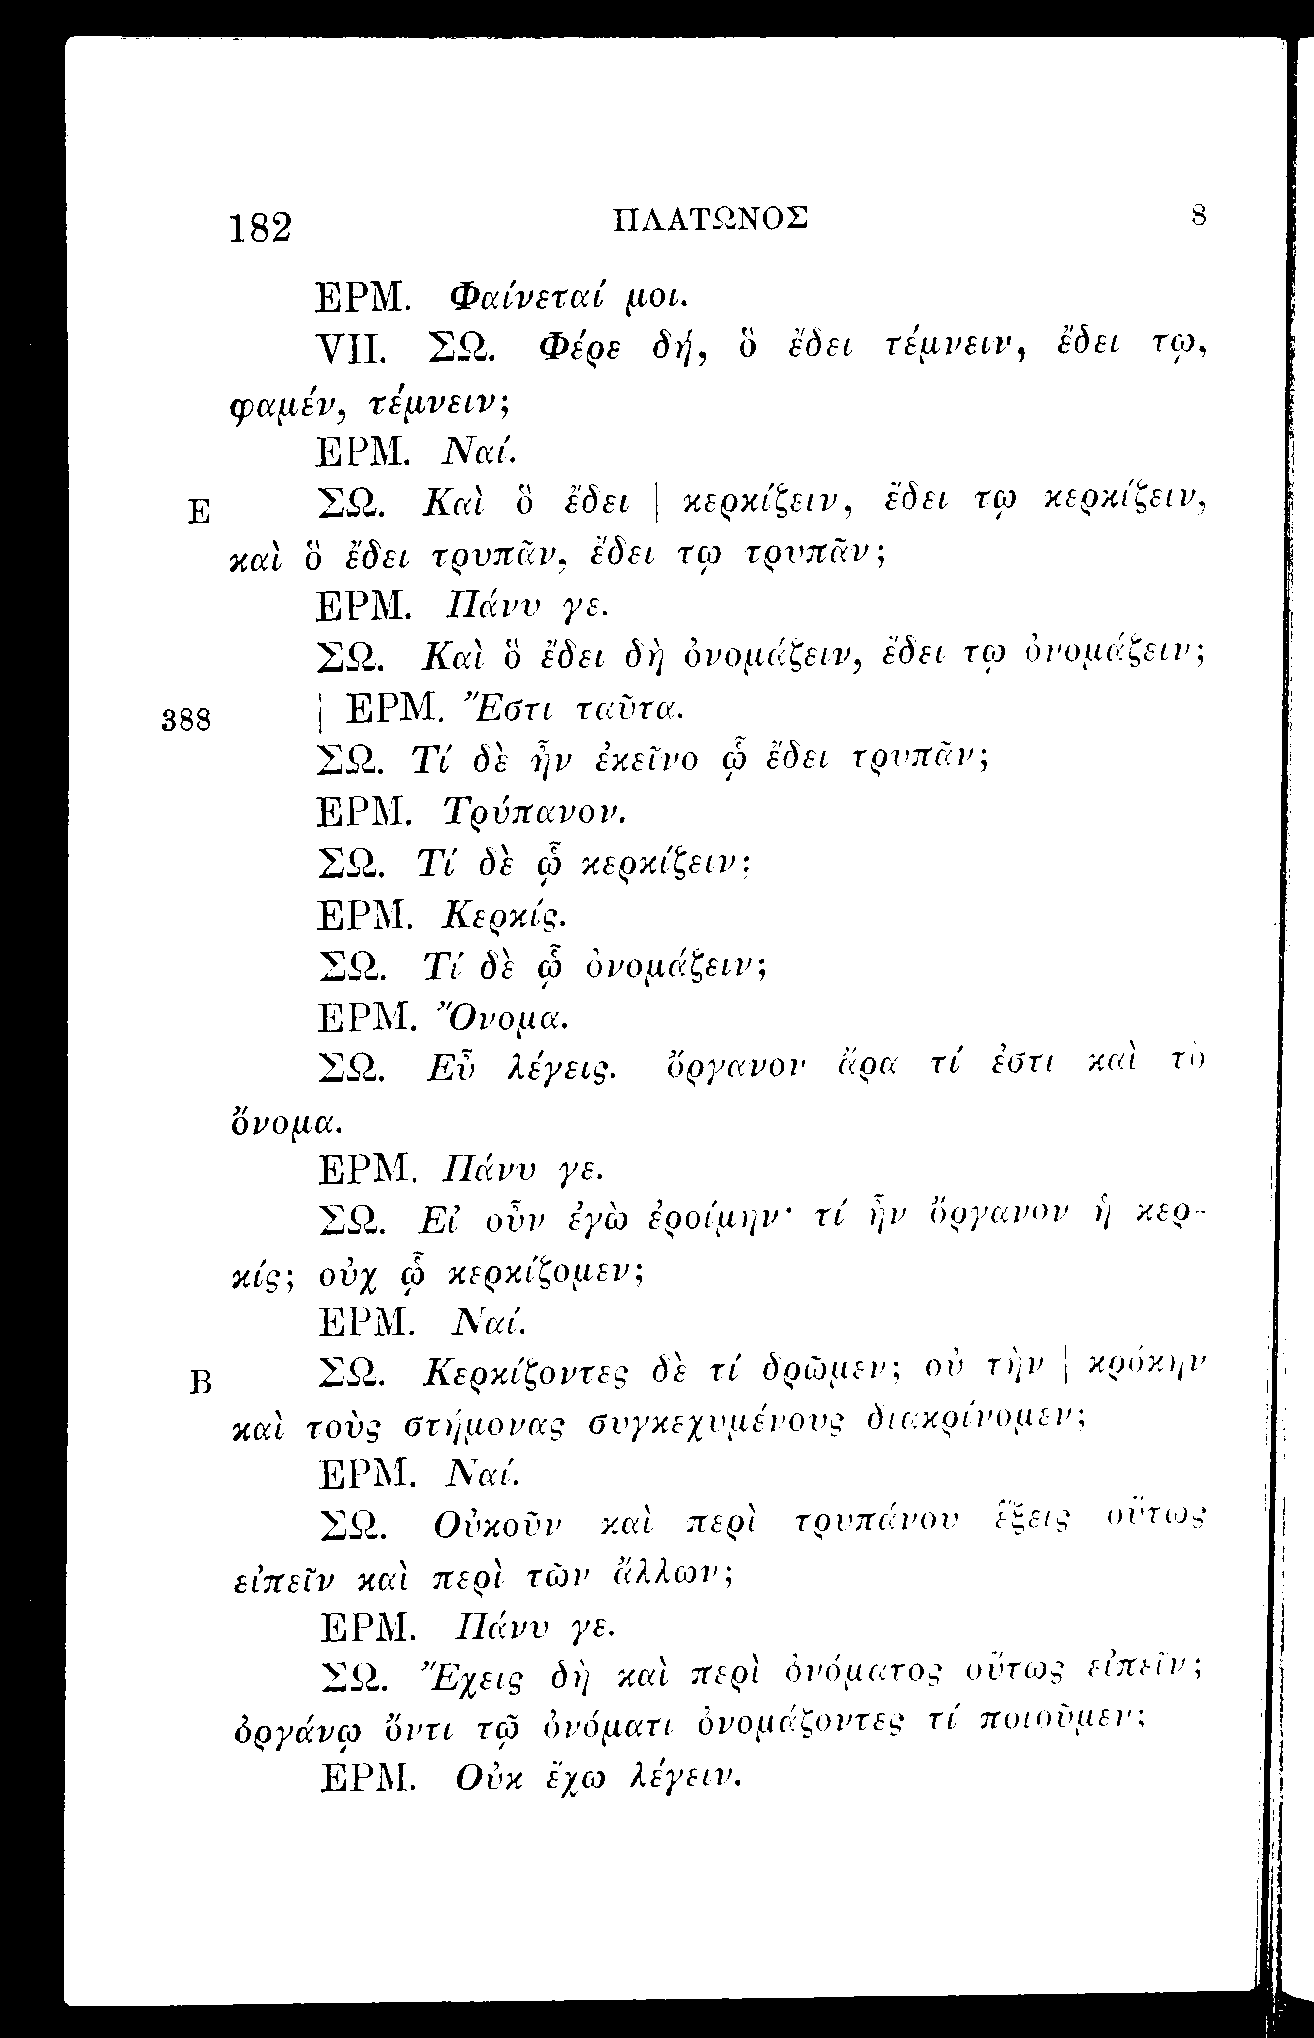 182 ΠΛΑΤΩΝΟΣ 8
ΕΡΜ. Φαίνεταί μοι.
VII. ΣΩ. Φέρε δή, ὃ ἔδει τέμνειν, ἔδει τῳ,
φαμέν, τέμνειν;
ΕΡΜ. Ναί.
E ΣΩ. Καὶ ὃ ἔδει | κερκίζειν, ἔδει τῳ κερκίζειν,
καὶ ὃ ἔδει τρυπᾶν, ἔδει τῳ τρυπᾶν;
ΕΡΜ. Πάνυ γε.
ΣΩ. Καὶ ὃ ἔδει δὴ ὀνομάζειν, ἔδει τῳ ὀνομάζειν;
388 | ΕΡΜ. Ἔστι ταῦτα.
ΣΩ. Τί δὲ ἦν ἐκεῖνο ᾧ ἔδει τρυπᾶν;
ΕΡΜ. Τρύπανον.
ΣΩ. Τί δὲ ᾧ κερκίζειν;
ΕΡΜ. Κερκίς.
ΣΩ. Τί δὲ ᾧ ὀνομάζειν;
ΕΡΜ. Ὄνομα.
ΣΩ. Εὖ λέγεις. ὄργανον ἄρα τί ἐστι καὶ τὸ
ὄνομα.
ΕΡΜ. Πάνυ γε.
ΣΩ. Εἰ οὖν ἐγὼ ἐροίμην· τί ἦν ὄργανον ἡ κερ-
κίς; οὐχ ᾧ κερκίζομεν;
ΕΡΜ. Ναί.
B ΣΩ. Κερκίζοντες δὲ τί δρῶμεν; οὐ τὴν | κρόκην
καὶ τοὺς στήμονας συγκεχυμένους διακρίνομεν;
ΕΡΜ. Ναί.
ΣΩ. Οὐκοῦν καὶ περὶ τρυπάνου ἕξεις οὕτως
εἰπεῖν καὶ περὶ τῶν ἄλλων;
ΕΡΜ. Πάνυ γε.
ΣΩ. Ἔχεις δὴ καὶ περὶ ὀνόματος οὕτως εἰπεῖν;
ὀργάνῳ ὄντι τῷ ὀνόματι ὀνομάζοντες τί ποιοῦμεν;
ΕΡΜ. Οὐκ ἔχω λέγειν.